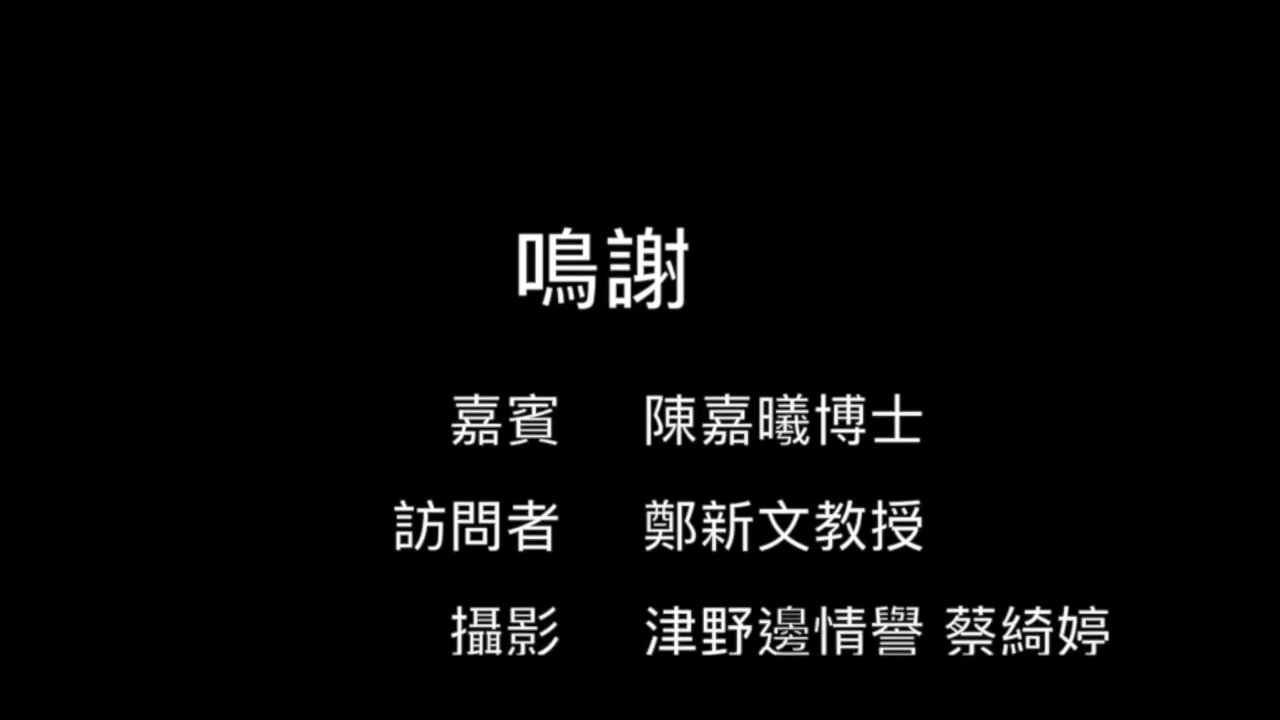 鳴謝
嘉賓 陳嘉曦博士
訪問者 鄭新文教授
攝影 津野邊情譽 蔡綺婷